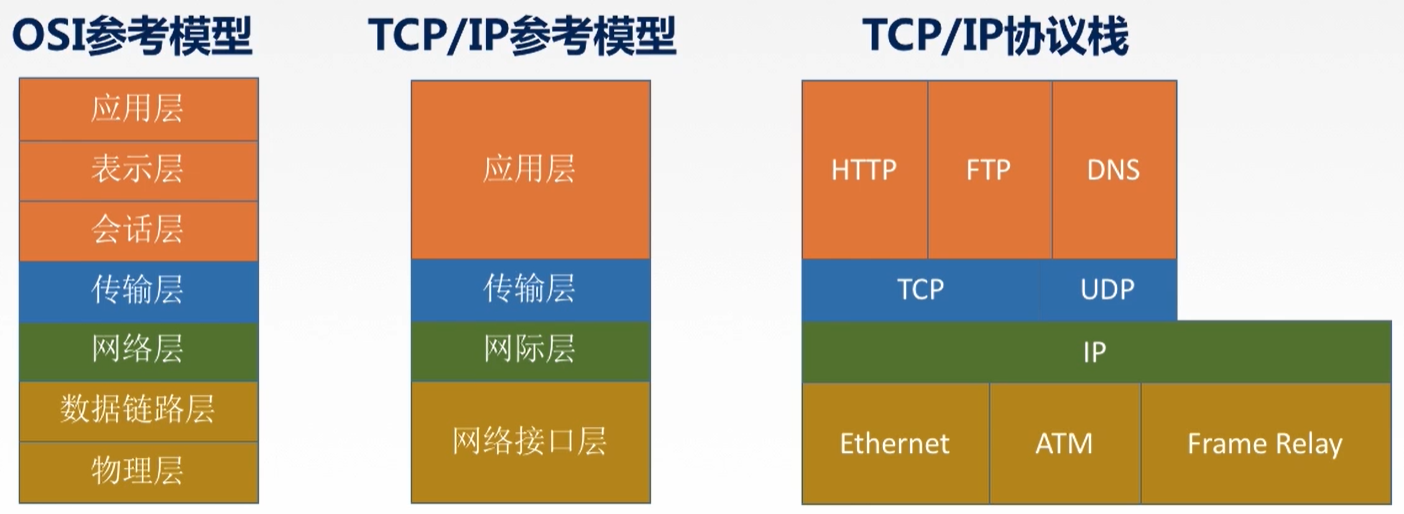 OSI参考模型
应用层
表示层
会话层
传输层
网络层
数据链路层
物理层
TCP/IP参考模型
应用层
传输层
网际层
网络接口层
TCP/IP协议栈
HTTP FTP DNS
TCP UDP
IP
Ethernet ATM Frame Relay